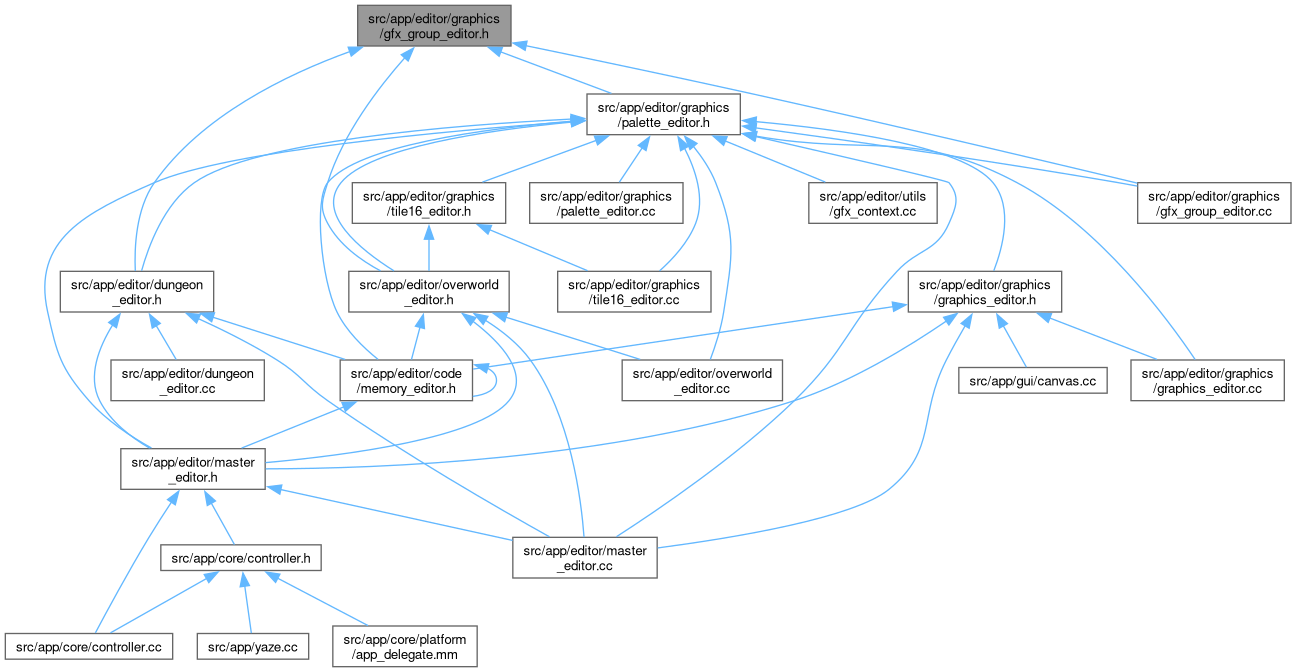 src/app/editor/graphics
/gfx_group_editor.h
src/app/editor/graphics
/palette_editor.h
src/app/editor/graphics
/tile16_editor.h
src/app/editor/graphics
/palette_editor.cc
src/app/editor/utils
/gfx_context.cc
src/app/editor/graphics
/gfx_group_editor.cc
src/app/editor/dungeon
_editor.h
src/app/editor/overworld
_editor.h
src/app/editor/graphics
/tile16_editor.cc
src/app/editor/graphics
/graphics_editor.h
src/app/editor/dungeon
_editor.cc
src/app/editor/code
/memory_editor.h
src/app/editor/overworld
_editor.cc
src/app/gui/canvas.cc
src/app/editor/graphics
/graphics_editor.cc
src/app/editor/master
_editor.h
src/app/core/controller.h
src/app/editor/master
_editor.cc
src/app/core/controller.cc
src/app/yaze.cc
src/app/core/platform
/app_delegate.mm